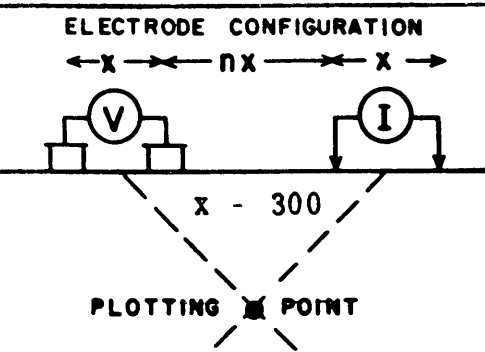 ELECTRODE CONFIGURATION
x nx x
V I
x - 300
PLOTTING POINT